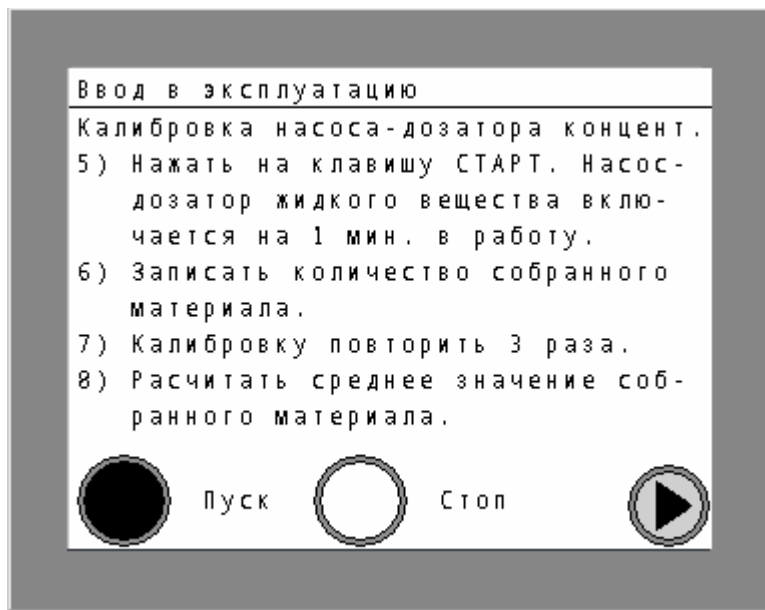 Ввод в эксплуатацию
Калибровка насоса-дозатора концент.
5) Нажать на клавишу СТАРТ. Насос-
дозатор жидкого вещества вклю-
чается на 1 мин. в работу.
6) Записать количество собранного
материала.
7) Калибровку повторить 3 раза.
8) Расчитать среднее значение соб-
ранного материала.
Пуск Стоп